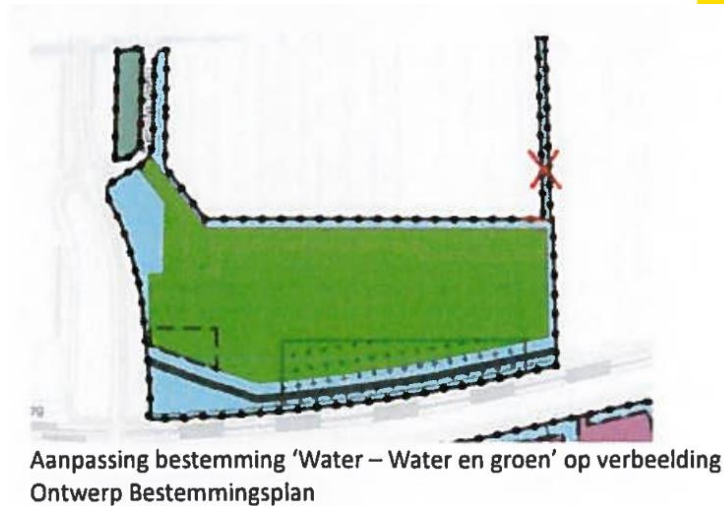 Aanpassing bestemming ‘Water – Water en groen’ op verbeelding
Ontwerp Bestemmingsplan